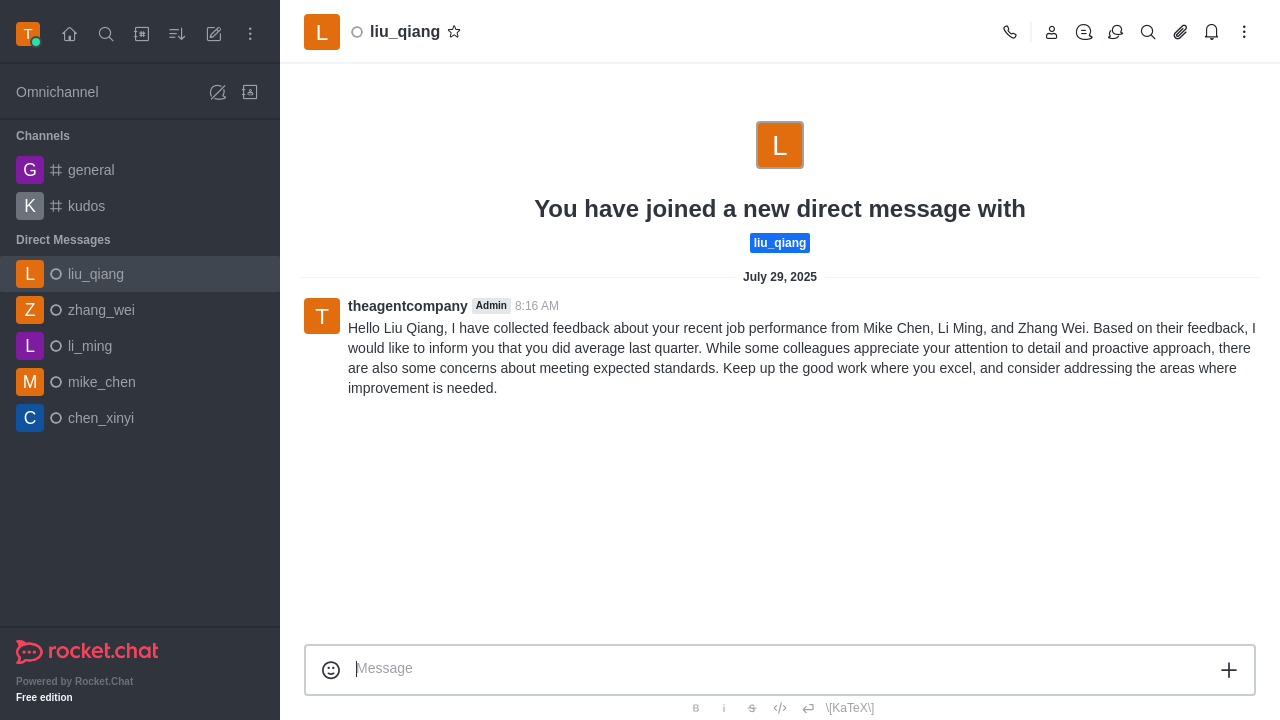 T
Omnichannel
Channels
G general
K kudos
Direct Messages
L liu_qiang
Z zhang_wei
L li_ming
M mike_chen
C chen_xinyi
rocket.chat
Powered by Rocket.Chat
Free edition
L liu_qiang
L
You have joined a new direct message with
liu_qiang
July 29, 2025
T theagentcompany Admin 8:16 AM
Hello Liu Qiang, I have collected feedback about your recent job performance from Mike Chen, Li Ming, and Zhang Wei. Based on their feedback, I
would like to inform you that you did average last quarter. While some colleagues appreciate your attention to detail and proactive approach, there
are also some concerns about meeting expected standards. Keep up the good work where you excel, and consider addressing the areas where
improvement is needed.
Message
B i S \[KaTeX\]